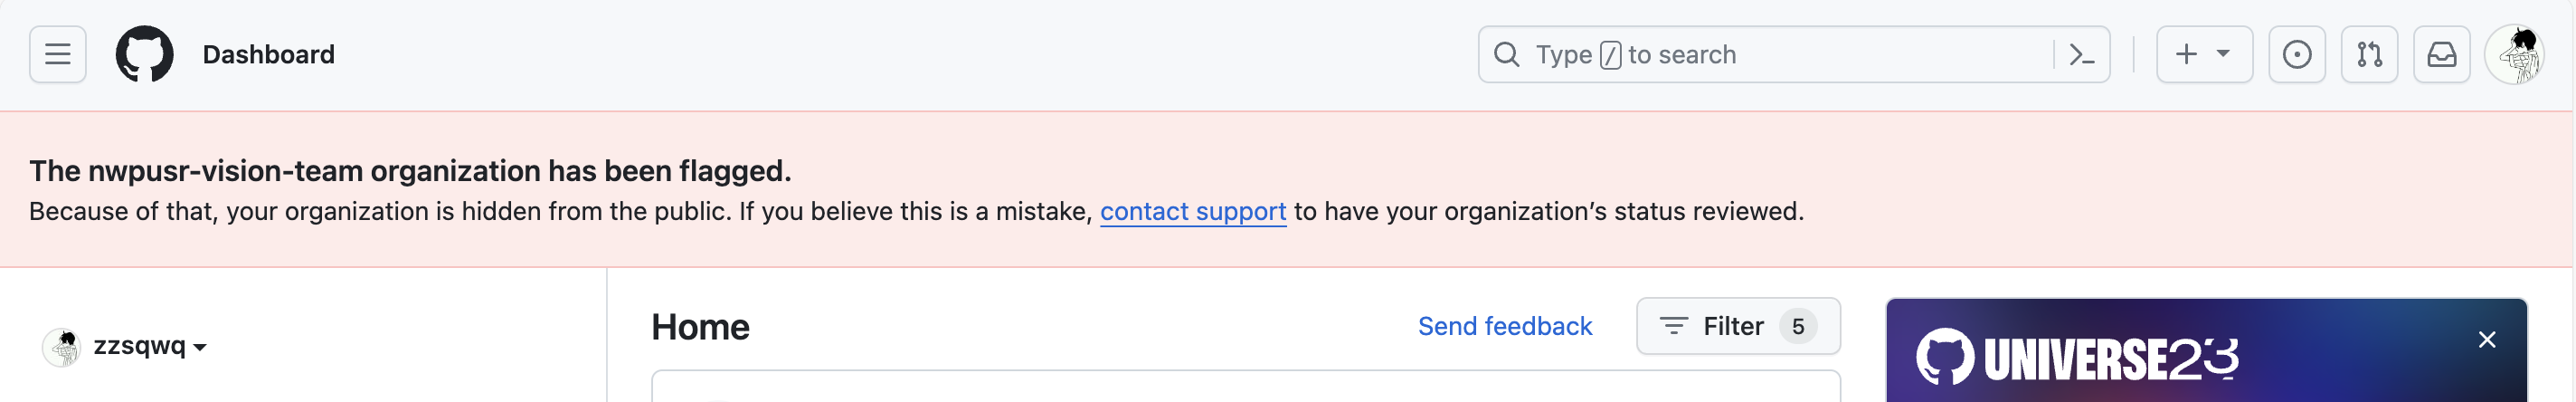 Dashboard
Type / to search
The nwpusr-vision-team organization has been flagged.
Because of that, your organization is hidden from the public. If you believe this is a mistake, contact support to have your organization’s status reviewed.
zzsqwq
Home
Send feedback
Filter 5
UNIVERSE23